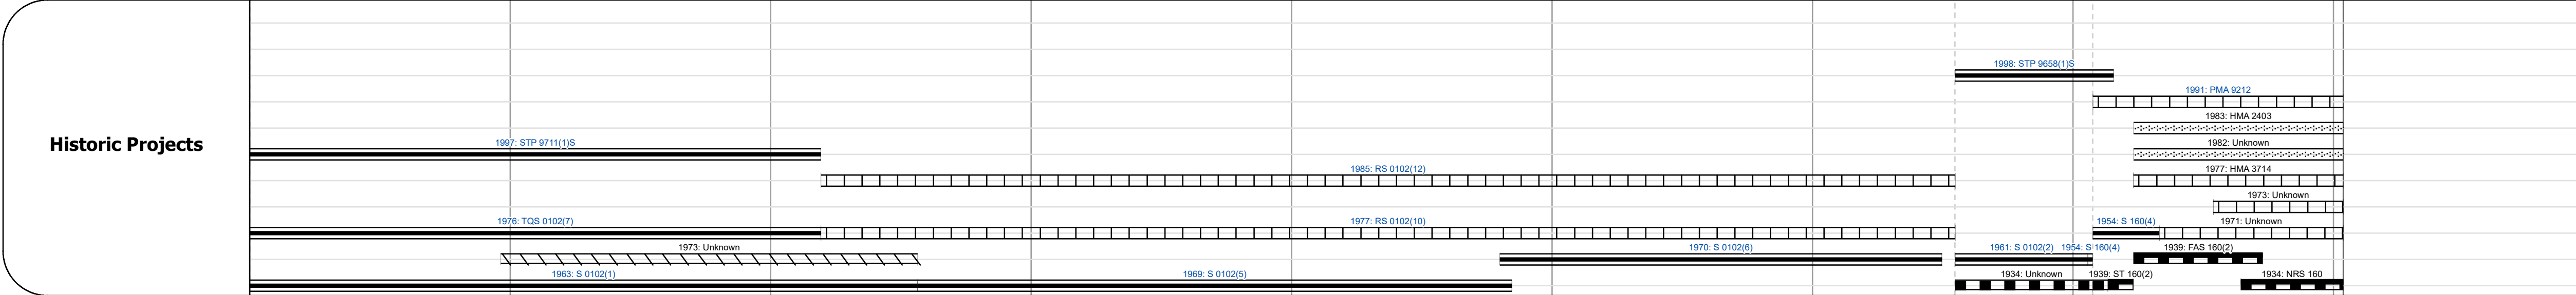 1998: STP 9658(1)S
1991: PMA 9212
1983: HMA 2403
Historic Projects
1997: STP 9711(1)S
1982: Unknown
1985: RS 0102(12)
1977: HMA 3714
1973: Unknown
1976: TQS 0102(7)
1977: RS 0102(10)
1954: S 160(4)
1971: Unknown
1973: Unknown
1970: S 0102(6)
1961: S 0102(2)
1954: S 160(4)
1939: FAS 160(2)
1963: S 0102(1)
1969: S 0102(5)
1934: Unknown
1939: ST 160(2)
1934: NRS 160